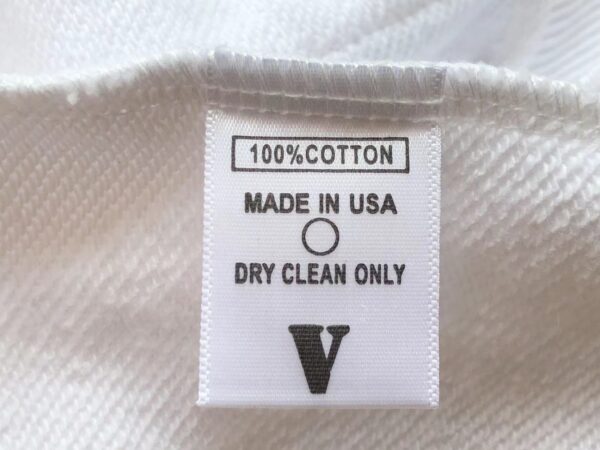 100%COTTON
MADE IN USA
DRY CLEAN ONLY
V